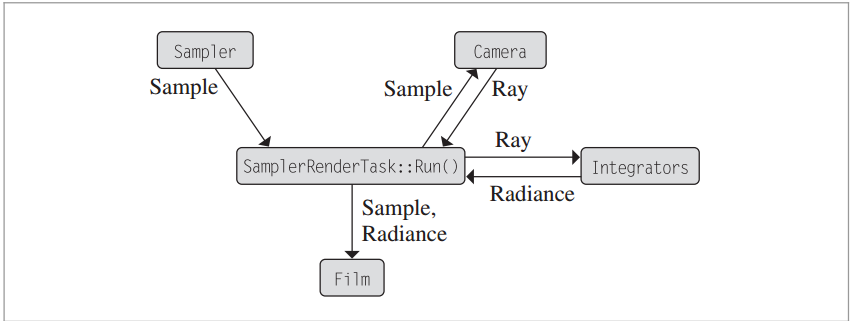 Sampler
Camera
Sample
Sample
Ray
SamplerRenderTask::Run()
Ray
Integrators
Radiance
Sample,
Radiance
Film